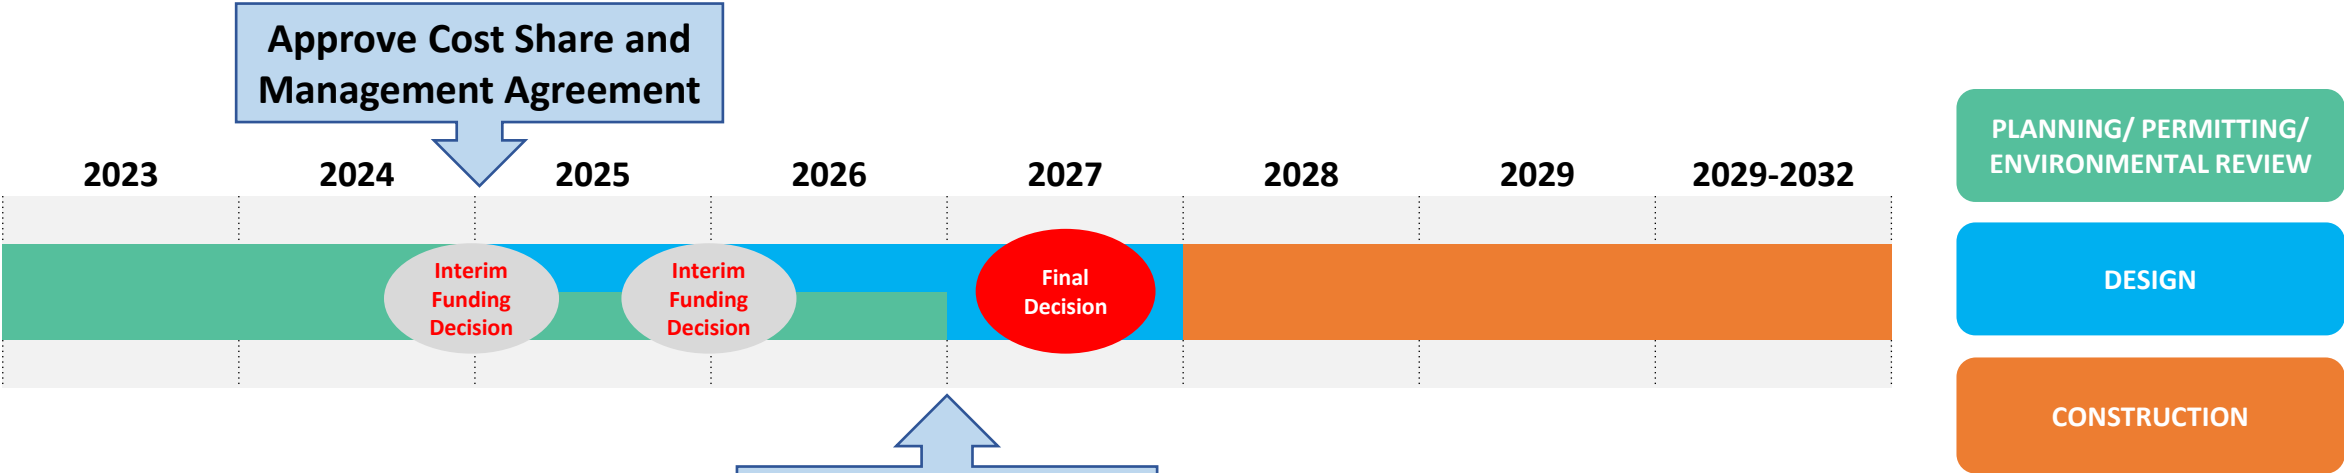 Approve Cost Share and
Management Agreement
2023
2024
2025
2026
2027
2028
2029
2029-2032
Interim
Funding
Decision
Interim
Funding
Decision
Final
Decision
PLANNING/ PERMITTING/
ENVIRONMENTAL REVIEW
DESIGN
CONSTRUCTION